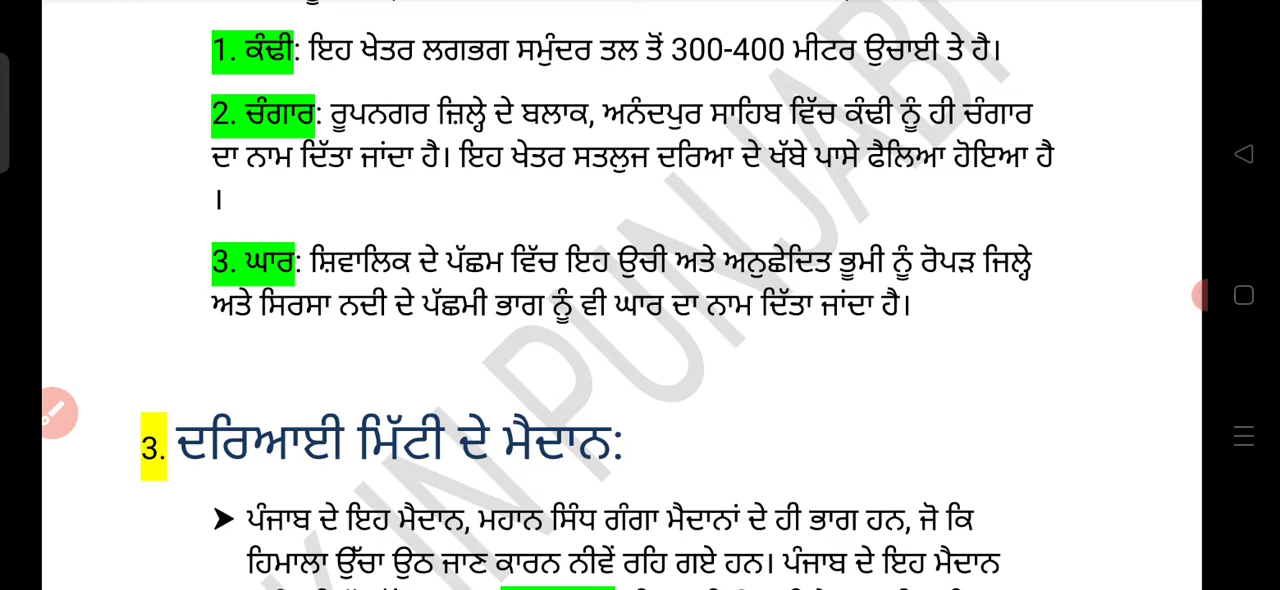 1. ਕੰਢੀ: ਇਹ ਖੇਤਰ ਲਗਭਗ ਸਮੁੰਦਰ ਤਲ ਤੋਂ 300-400 ਮੀਟਰ ਉਚਾਈ ਤੇ ਹੈ।
2. ਚੰਗਾਰ: ਰੂਪਨਗਰ ਜ਼ਿਲ੍ਹੇ ਦੇ ਬਲਾਕ, ਅਨੰਦਪੁਰ ਸਾਹਿਬ ਵਿੱਚ ਕੰਢੀ ਨੂੰ ਹੀ ਚੰਗਾਰ
ਦਾ ਨਾਮ ਦਿੱਤਾ ਜਾਂਦਾ ਹੈ। ਇਹ ਖੇਤਰ ਸਤਲੁਜ ਦਰਿਆ ਦੇ ਖੱਬੇ ਪਾਸੇ ਫੈਲਿਆ ਹੋਇਆ ਹੈ
।
3. ਘਾਰ: ਸ਼ਿਵਾਲਿਕ ਦੇ ਪੱਛਮ ਵਿੱਚ ਇਹ ਉਚੀ ਅਤੇ ਅਨੁਛੇਦਿਤ ਭੂਮੀ ਨੂੰ ਰੋਪੜ ਜਿਲ੍ਹੇ
ਅਤੇ ਸਿਰਸਾ ਨਦੀ ਦੇ ਪੱਛਮੀ ਭਾਗ ਨੂੰ ਵੀ ਘਾਰ ਦਾ ਨਾਮ ਦਿੱਤਾ ਜਾਂਦਾ ਹੈ।
3. ਦਰਿਆਈ ਮਿੱਟੀ ਦੇ ਮੈਦਾਨ:
➤ ਪੰਜਾਬ ਦੇ ਇਹ ਮੈਦਾਨ, ਮਹਾਨ ਸਿੰਧ ਗੰਗਾ ਮੈਦਾਨਾਂ ਦੇ ਹੀ ਭਾਗ ਹਨ, ਜੋ ਕਿ
ਹਿਮਾਲਾ ਉੱਚਾ ਉਠ ਜਾਣ ਕਾਰਨ ਨੀਵੇਂ ਰਹਿ ਗਏ ਹਨ। ਪੰਜਾਬ ਦੇ ਇਹ ਮੈਦਾਨ
K IN PUNJABI